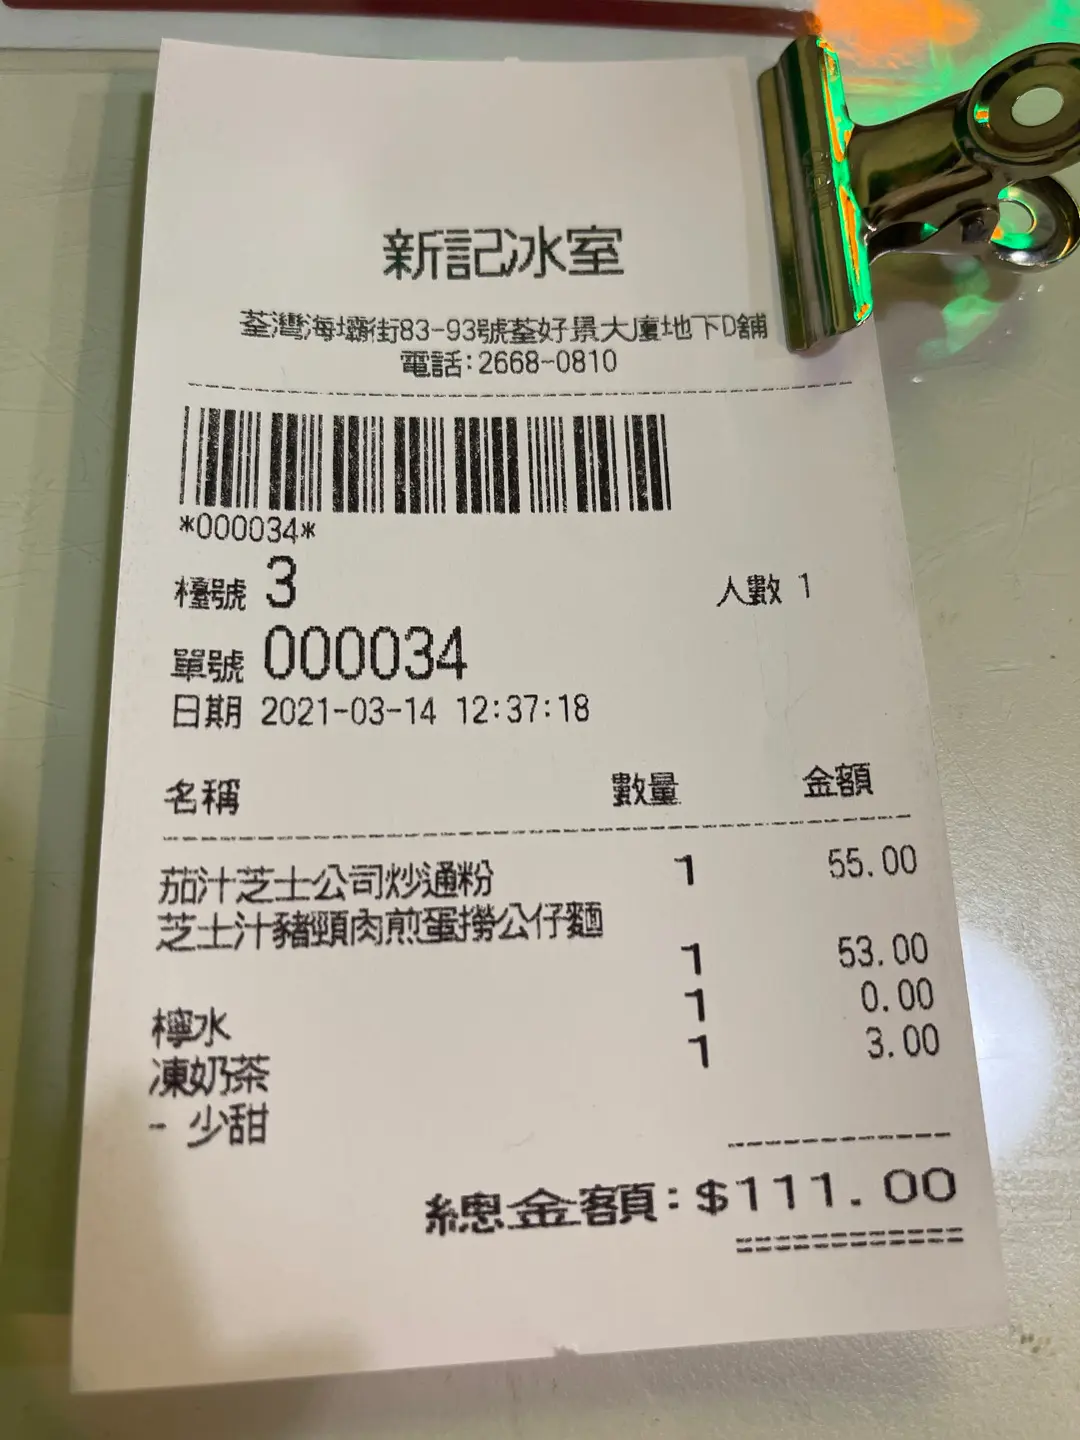 新記冰室
荃灣海壩街83-93號荃好景大廈地下D舖
電話:2668-0810
*000034*
檯號 3 人數 1
單號 000034
日期 2021-03-14 12:37:18
名稱 數量 金額
茄汁芝士公司炒通粉 1 55.00
芝士汁豬頸肉煎蛋撈公仔麵
1 53.00
檸水 1 0.00
凍奶茶 1 3.00
- 少甜
總金額:$111.00